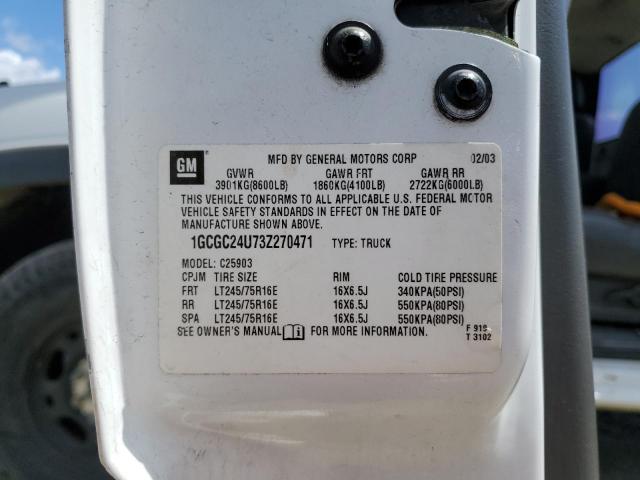 GM MFD BY GENERAL MOTORS CORP 02/03
GVWR GAWR FRT GAWR RR
3901KG(8600LB) 1860KG(4100LB) 2722KG(6000LB)
THIS VEHICLE CONFORMS TO ALL APPLICABLE U.S. FEDERAL MOTOR
VEHICLE SAFETY STANDARDS IN EFFECT ON THE DATE OF
MANUFACTURE SHOWN ABOVE.
1GCGC24U73Z270471 TYPE: TRUCK
MODEL: C25903
CPJM TIRE SIZE RIM COLD TIRE PRESSURE
FRT LT245/75R16E 16X6.5J 340KPA(50PSI)
RR LT245/75R16E 16X6.5J 550KPA(80PSI)
SPA LT245/75R16E 16X6.5J 550KPA(80PSI)
SEE OWNER'S MANUAL FOR MORE INFORMATION.
F 919
T 3102